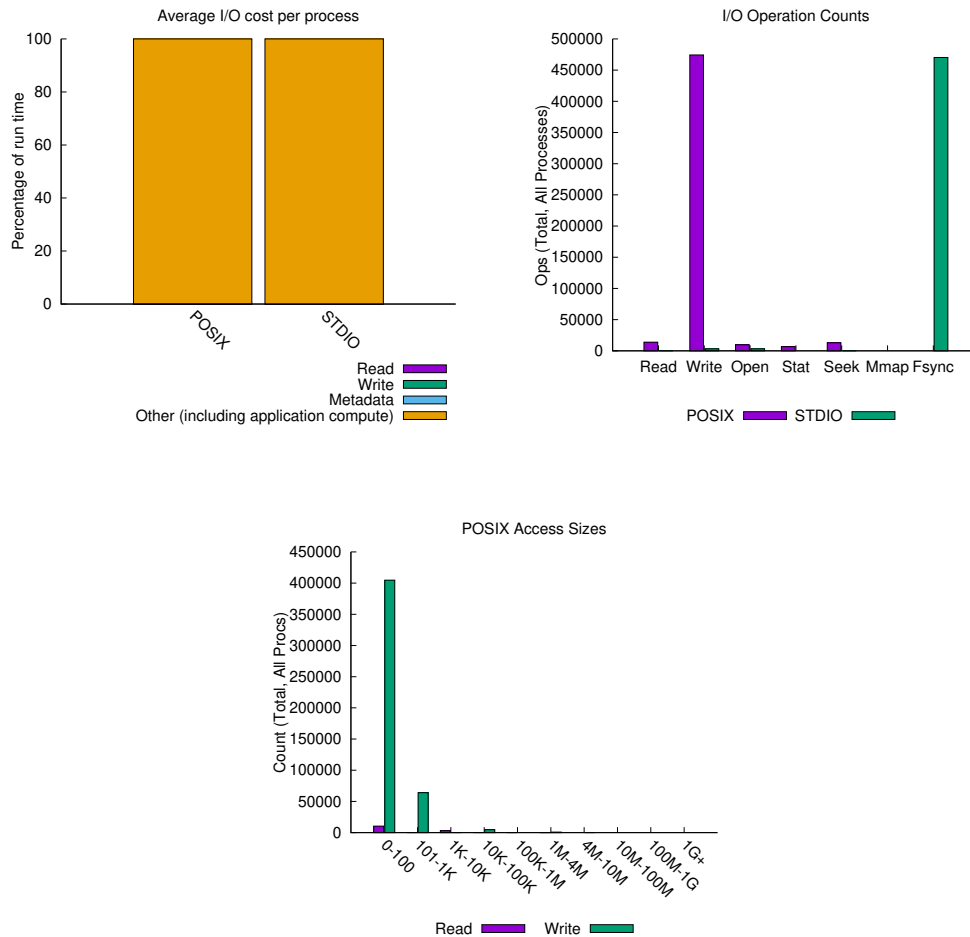 Average I/O cost per process
100
80
60
40
20
0
Percentage of run time
POSIX
STDIO
Read
Write
Metadata
Other (including application compute)
I/O Operation Counts
500000
450000
400000
350000
300000
250000
200000
150000
100000
50000
0
Ops (Total, All Processes)
Read Write Open Stat Seek Mmap Fsync
POSIX STDIO
POSIX Access Sizes
450000
400000
350000
300000
250000
200000
150000
100000
50000
0
Count (Total, All Procs)
0-100
101-1K
1K-10K
10K-100K
100K-1M
1M-4M
4M-10M
10M-100M
100M-1G
1G+
Read Write